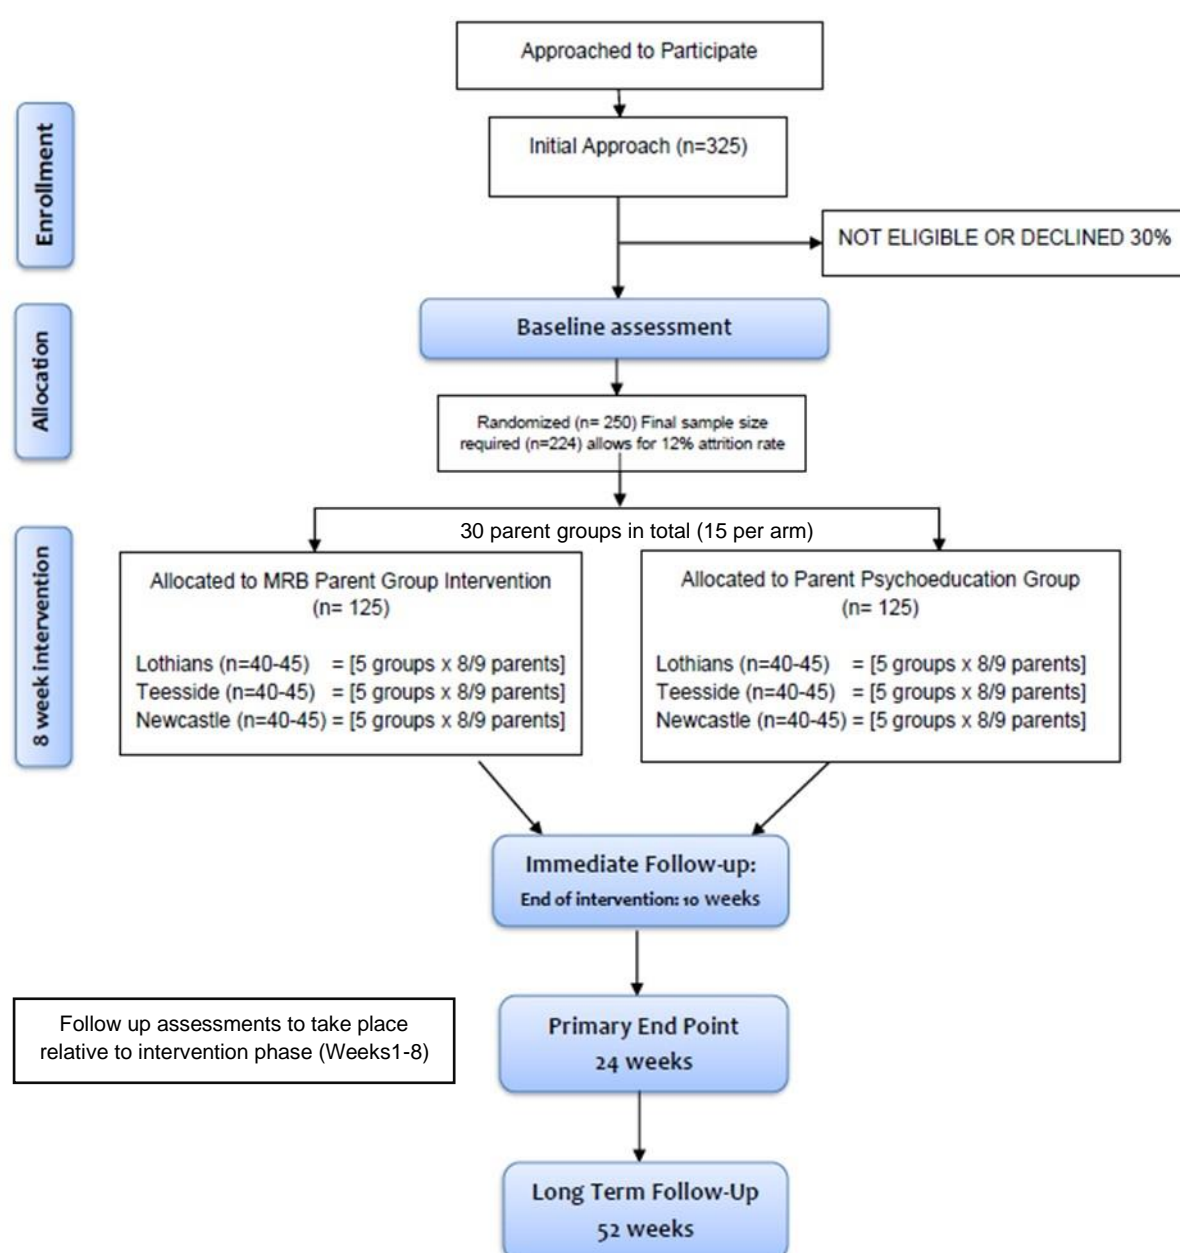 Approached to Participate
Enrollment
Initial Approach (n=325)
NOT ELIGIBLE OR DECLINED 30%
Allocation
Baseline assessment
Randomized (n= 250) Final sample size
required (n=224) allows for 12% attrition rate
8 week intervention
30 parent groups in total (15 per arm)
Allocated to MRB Parent Group Intervention
(n= 125)
Lothians (n=40-45) = [5 groups x 8/9 parents]
Teesside (n=40-45) = [5 groups x 8/9 parents]
Newcastle (n=40-45) = [5 groups x 8/9 parents]
Allocated to Parent Psychoeducation Group
(n= 125)
Lothians (n=40-45) = [5 groups x 8/9 parents]
Teesside (n=40-45) = [5 groups x 8/9 parents]
Newcastle (n=40-45) = [5 groups x 8/9 parents]
Immediate Follow-up:
End of intervention: 10 weeks
Follow up assessments to take place
relative to intervention phase (Weeks1-8)
Primary End Point
24 weeks
Long Term Follow-Up
52 weeks